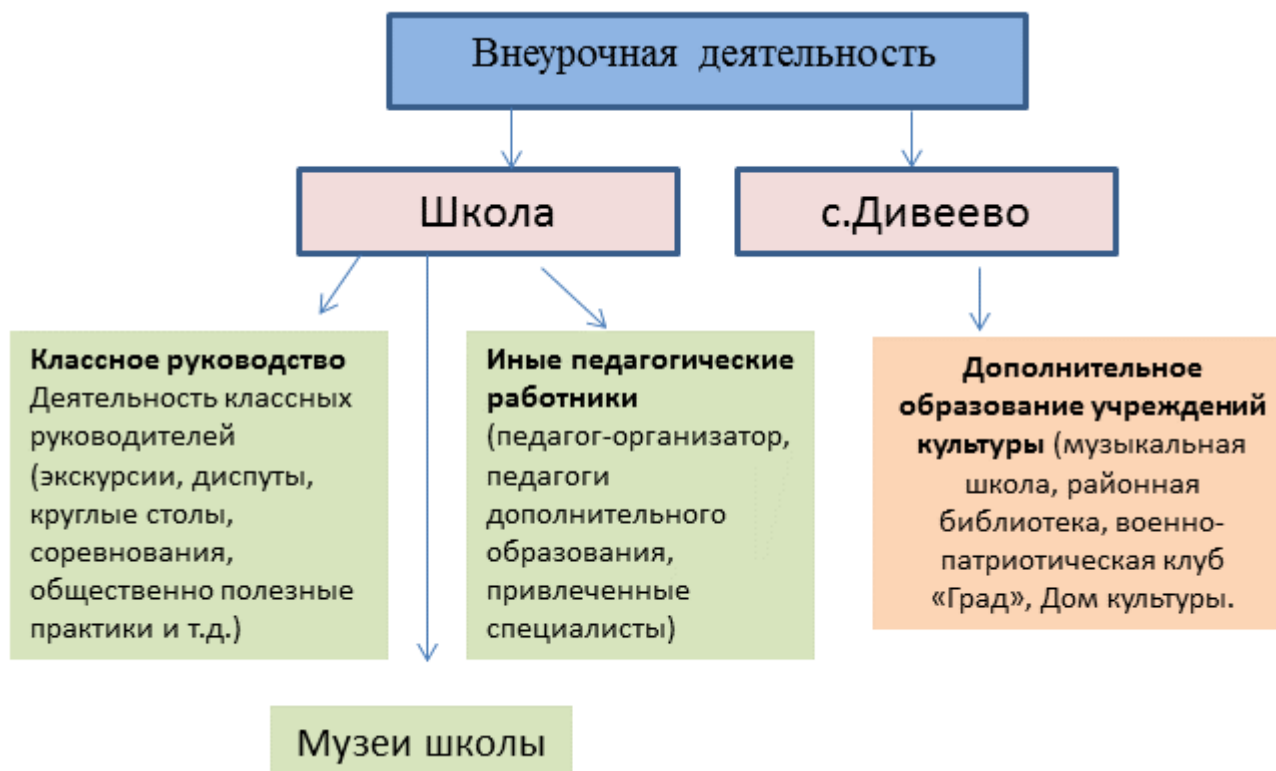 Внеурочная деятельность
Школа
с.Дивеево
Классное руководство
Деятельность классных
руководителей
(экскурсии, диспуты,
круглые столы,
соревнования,
общественно полезные
практики и т.д.)
Иные педагогические
работники
(педагог-организатор,
педагоги
дополнительного
образования,
привлеченные
специалисты)
Дополнительное
образование учреждений
культуры (музыкальная
школа, районная
библиотека, военно-
патриотическая клуб
«Град», Дом культуры.
Музеи школы